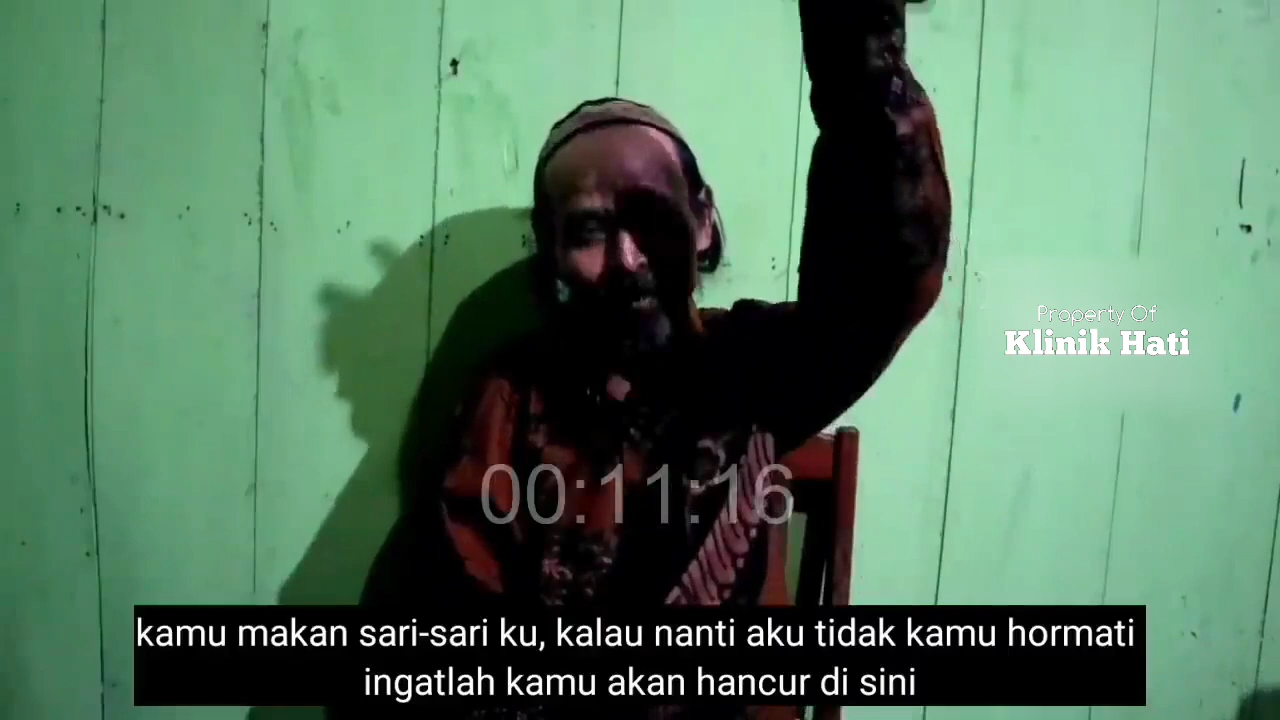 Property Of
Klinik Hati
00:11:16
kamu makan sari-sari ku, kalau nanti aku tidak kamu hormati
ingatlah kamu akan hancur di sini